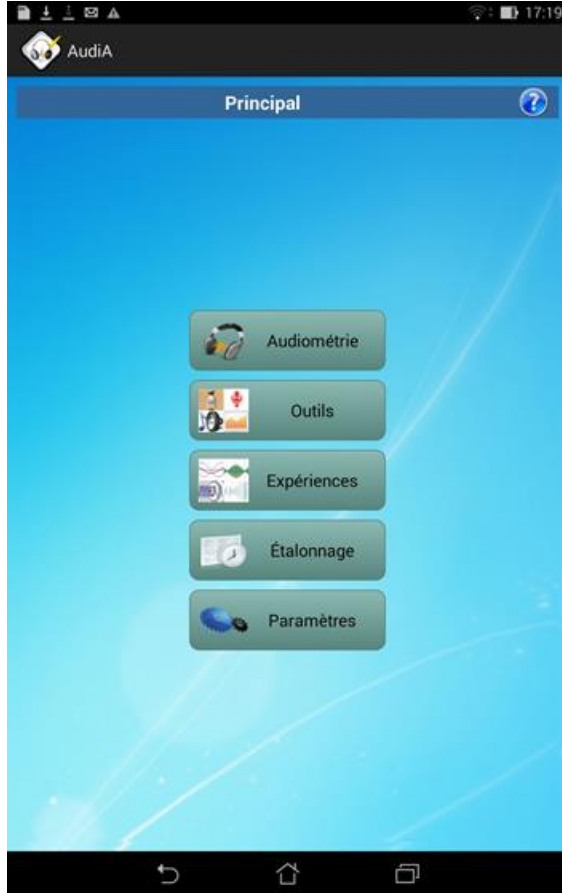 17:19
AudiA
Principal
?
Audiométrie
Outils
Expériences
Étalonnage
Paramètres